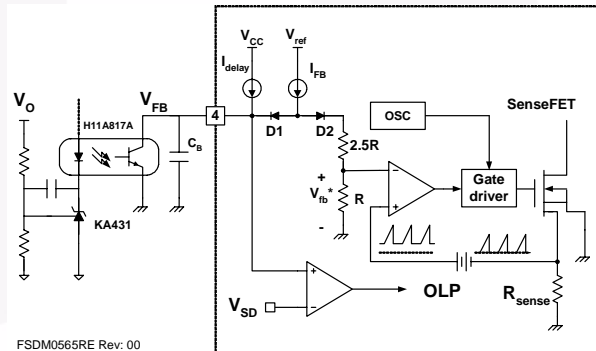 V_CC V_ref
I_delay I_FB
V_O V_FB 4 SenseFET
H11A817A D1 D2 OSC
C_B 2.5R
+ − Gate driver
V_fb* R +
-
KA431
+ OLP R_sense
V_SD −
FSDM0565RE Rev: 00